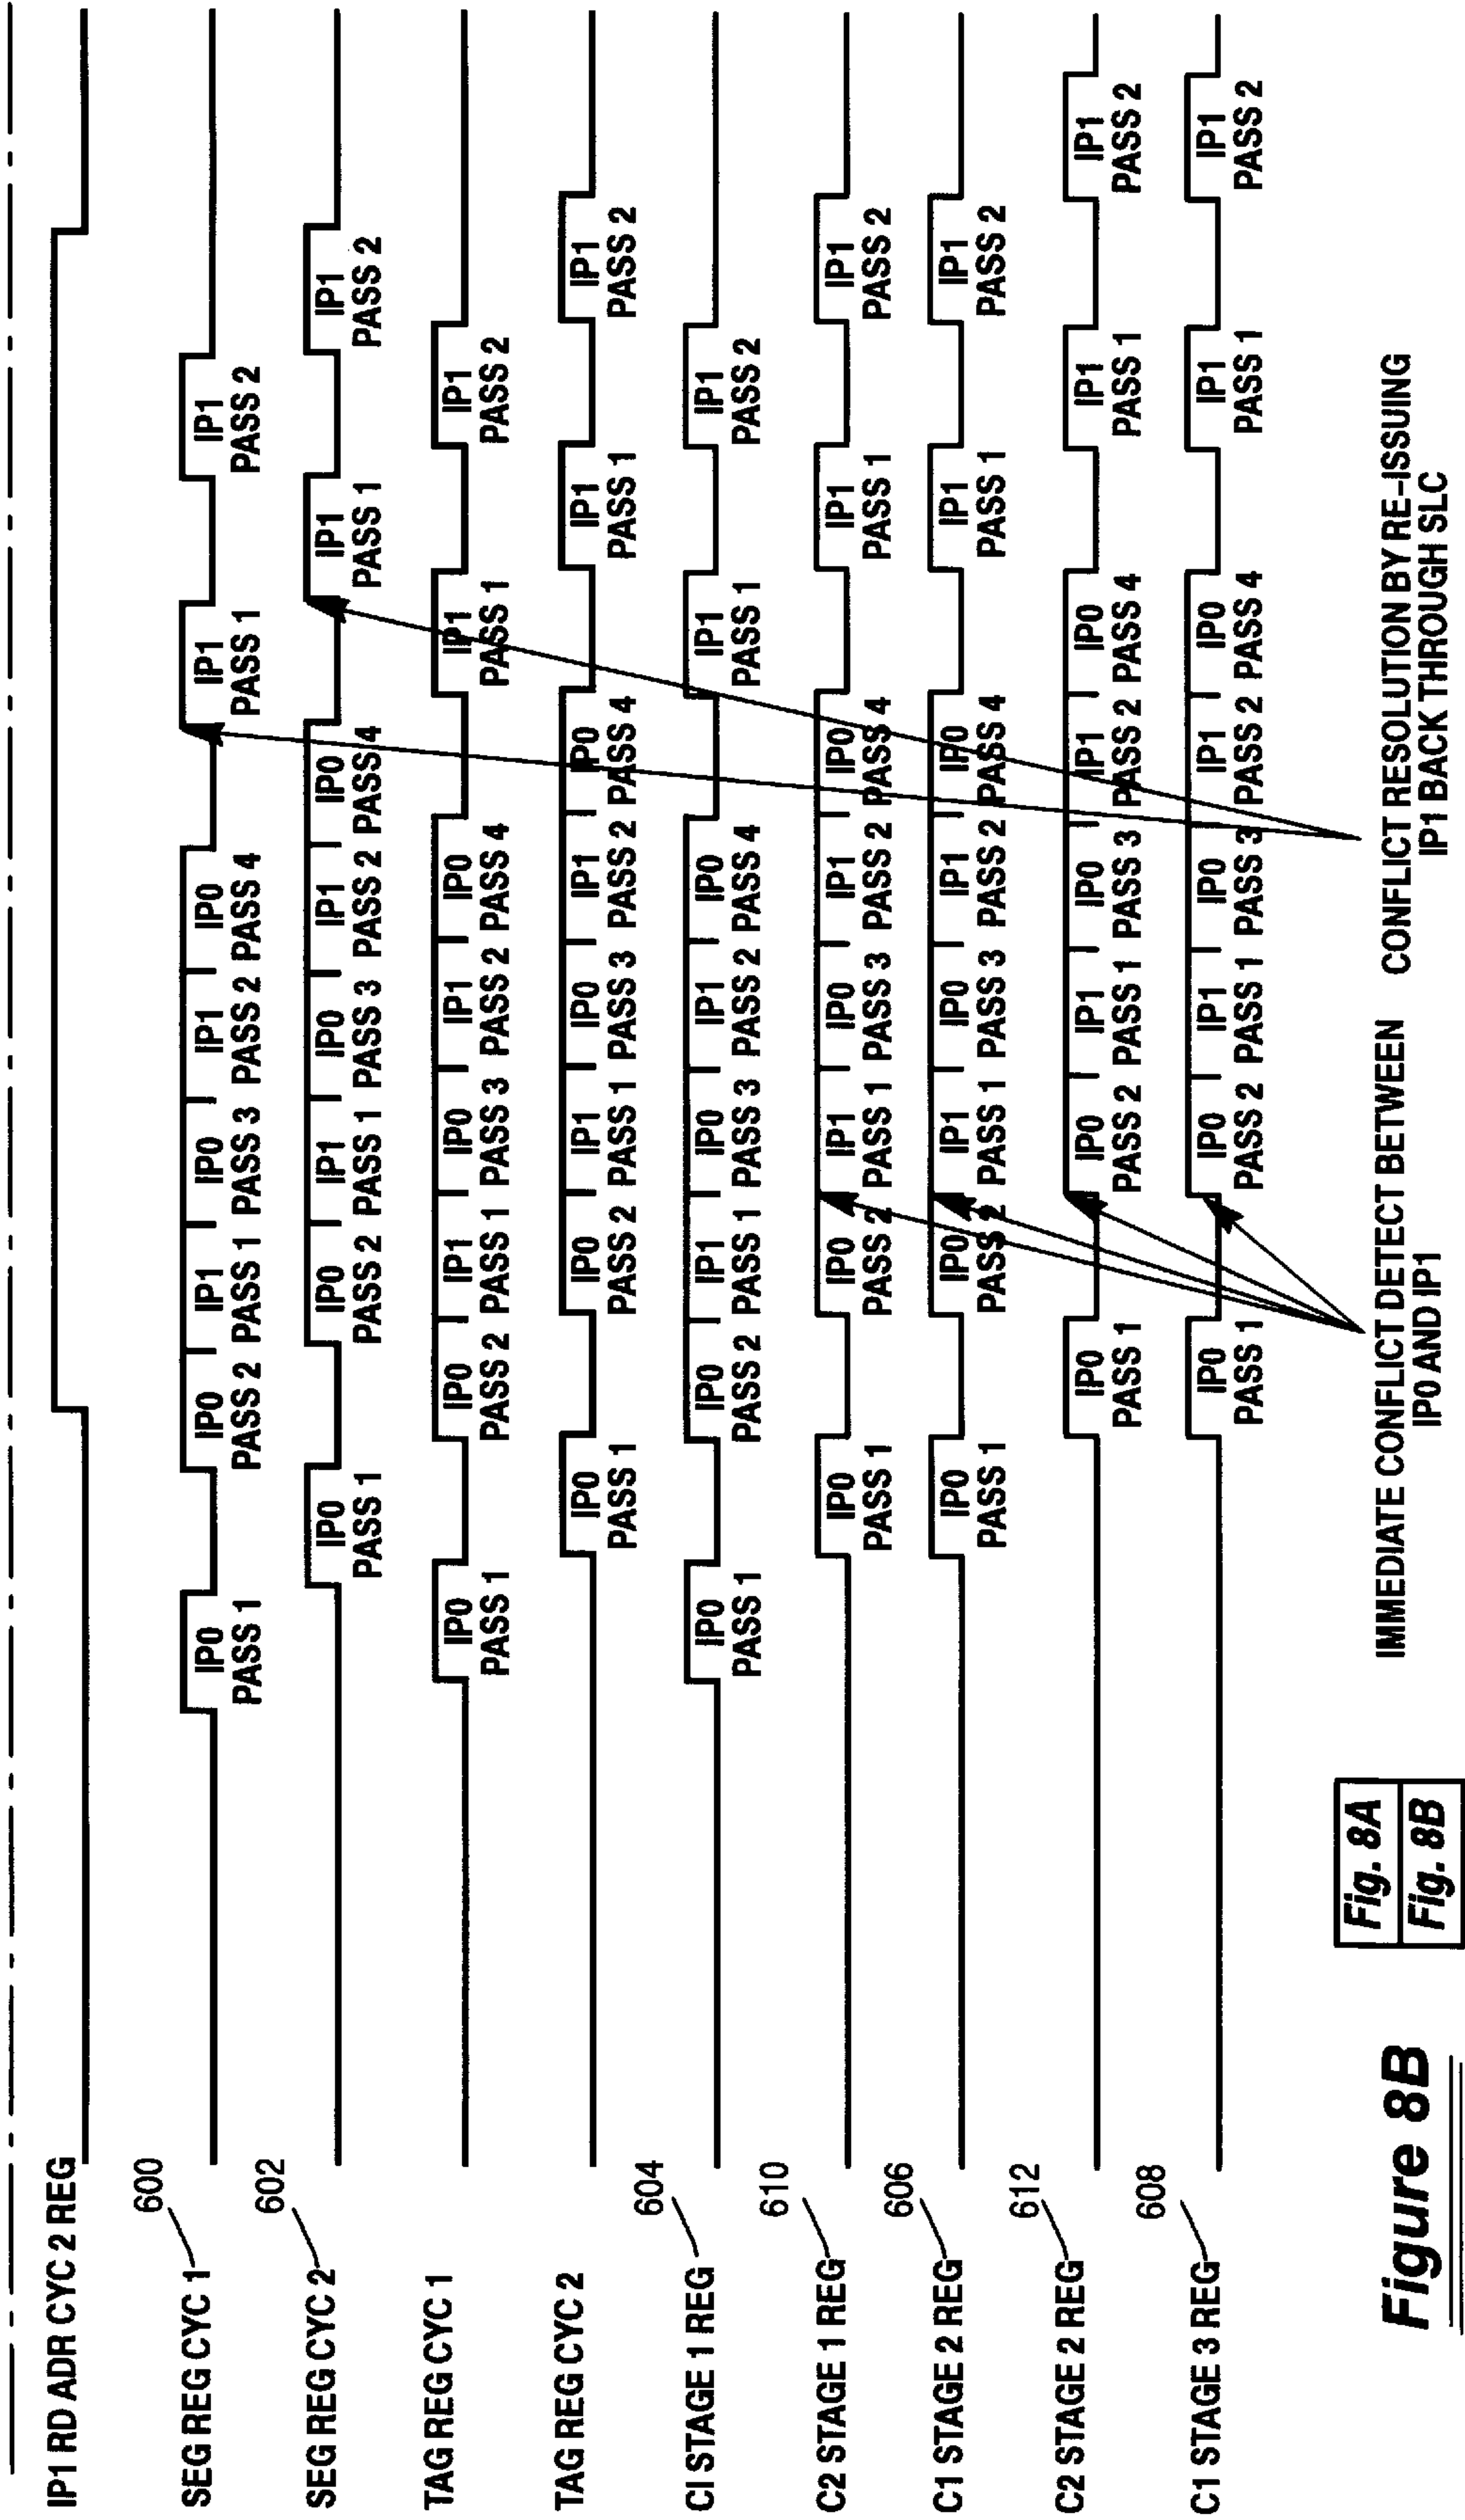 IP1 RD ADR CYC 2 REG
600
SEG REG CYC 1 IP0 IP0 IP1 IP0 IP1 IP0 IP1 IP1
PASS 1 PASS 2 PASS 1 PASS 3 PASS 2 PASS 4 PASS 1 PASS 2
602
SEG REG CYC 2 IP0 IP0 IP1 IP0 IP1 IP0 IP1 IP1
PASS 1 PASS 2 PASS 1 PASS 3 PASS 2 PASS 4 PASS 1 PASS 2
TAG REG CYC 1 IP0 IP0 IP1 IP0 IP1 IP0 IP1 IP1
PASS 1 PASS 2 PASS 1 PASS 3 PASS 2 PASS 4 PASS 1 PASS 2
TAG REG CYC 2 IP0 IP0 IP1 IP0 IP1 IP0 IP1 IP1
PASS 1 PASS 2 PASS 1 PASS 3 PASS 2 PASS 4 PASS 1 PASS 2
604
CI STAGE 1 REG IP0 IP0 IP1 IP0 IP1 IP0 IP1 IP1
PASS 1 PASS 2 PASS 1 PASS 3 PASS 2 PASS 4 PASS 1 PASS 2
610
C2 STAGE 1 REG IP0 IP0 IP1 IP0 IP1 IP0 IP1 IP1
PASS 1 PASS 2 PASS 1 PASS 3 PASS 2 PASS 4 PASS 1 PASS 2
606
C1 STAGE 2 REG IP0 IP0 IP1 IP0 IP1 IP0 IP1 IP1
PASS 1 PASS 2 PASS 1 PASS 3 PASS 2 PASS 4 PASS 1 PASS 2
612
C2 STAGE 2 REG IP0 IP0 IP1 IP0 IP1 IP0 IP1 IP1
PASS 1 PASS 2 PASS 1 PASS 3 PASS 2 PASS 4 PASS 1 PASS 2
608
C1 STAGE 3 REG IP0 IP0 IP1 IP0 IP1 IP0 IP1 IP1
PASS 1 PASS 2 PASS 1 PASS 3 PASS 2 PASS 4 PASS 1 PASS 2
IMMEDIATE CONFLICT DETECT BETWEEN
IP0 AND IP1
CONFLICT RESOLUTION BY RE-ISSUING
IP1 BACK THROUGH SLC
Fig. 8A
Fig. 8B
Figure 8B